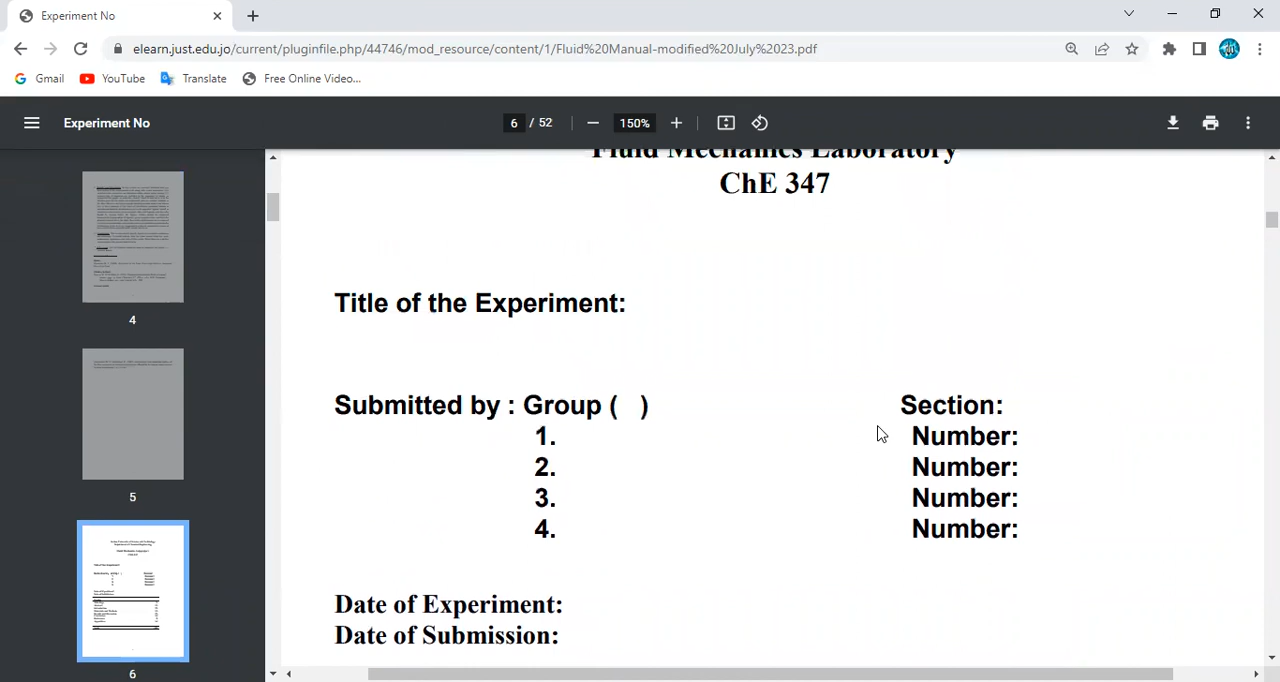 Experiment No
elearn.just.edu.jo/current/pluginfile.php/44746/mod_resource/content/1/Fluid%20Manual-modified%20July%2023.pdf
Gmail YouTube Translate Free Online Video...
Experiment No 6 / 52 150%
Fluid Mechanics Laboratory
ChE 347
Title of the Experiment:
Submitted by : Group ( ) Section:
1. Number:
2. Number:
3. Number:
4. Number:
Date of Experiment:
Date of Submission:
4
5
6